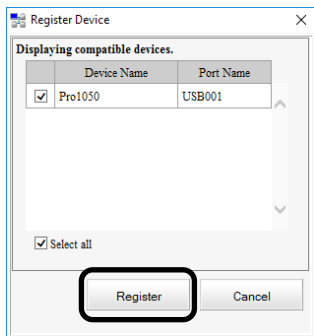 Register Device
Displaying compatible devices.
Device Name Port Name
Pro1050 USB001
Select all
Register Cancel